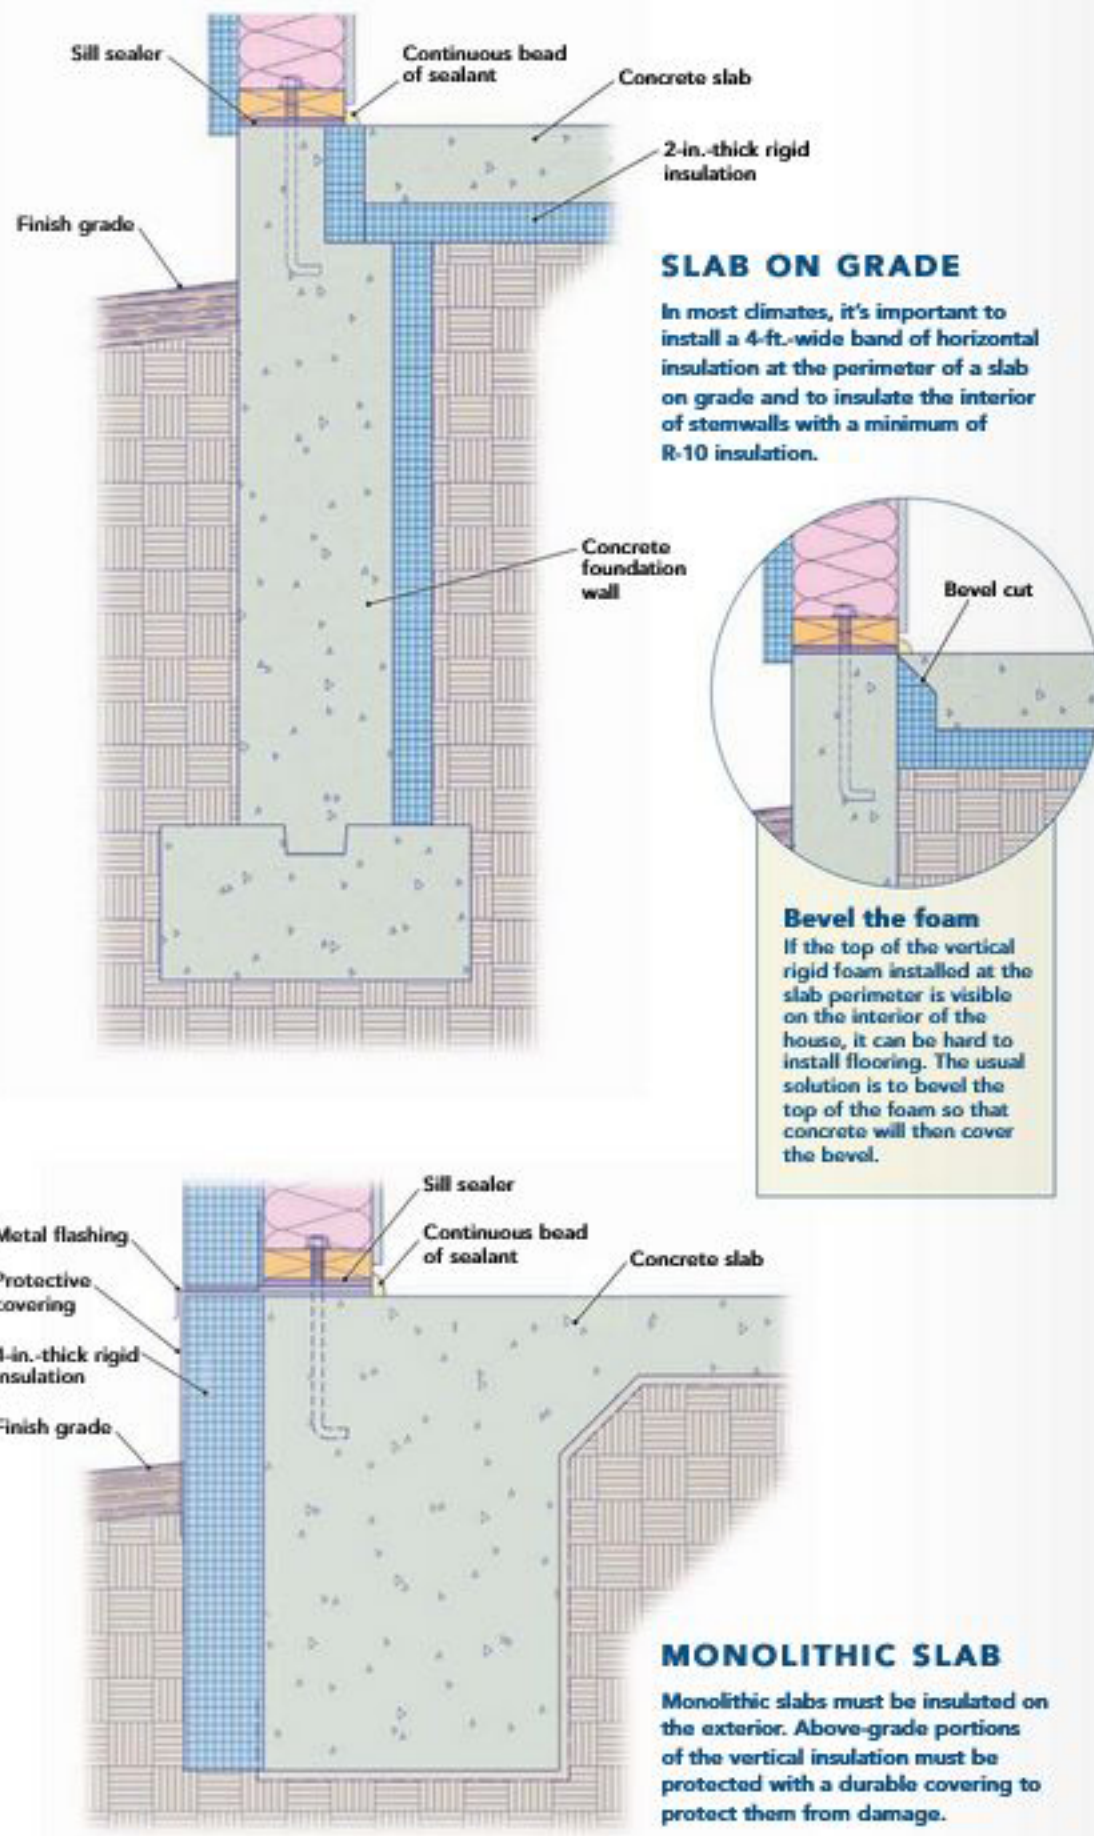 Sill sealer
Continuous bead
of sealant
Concrete slab
2-in.-thick rigid
insulation
Finish grade
SLAB ON GRADE
In most climates, it's important to
install a 4-ft.-wide band of horizontal
insulation at the perimeter of a slab
on grade and to insulate the interior
of stemwalls with a minimum of
R-10 insulation.
Concrete
foundation
wall
Bevel cut
Bevel the foam
If the top of the vertical
rigid foam installed at the
slab perimeter is visible
on the interior of the
house, it can be hard to
install flooring. The usual
solution is to bevel the
top of the foam so that
concrete will then cover
the bevel.
Sill sealer
Metal flashing
Continuous bead
of sealant
Concrete slab
Protective
covering
-in.-thick rigid
insulation
Finish grade
MONOLITHIC SLAB
Monolithic slabs must be insulated on
the exterior. Above-grade portions
of the vertical insulation must be
protected with a durable covering to
protect them from damage.